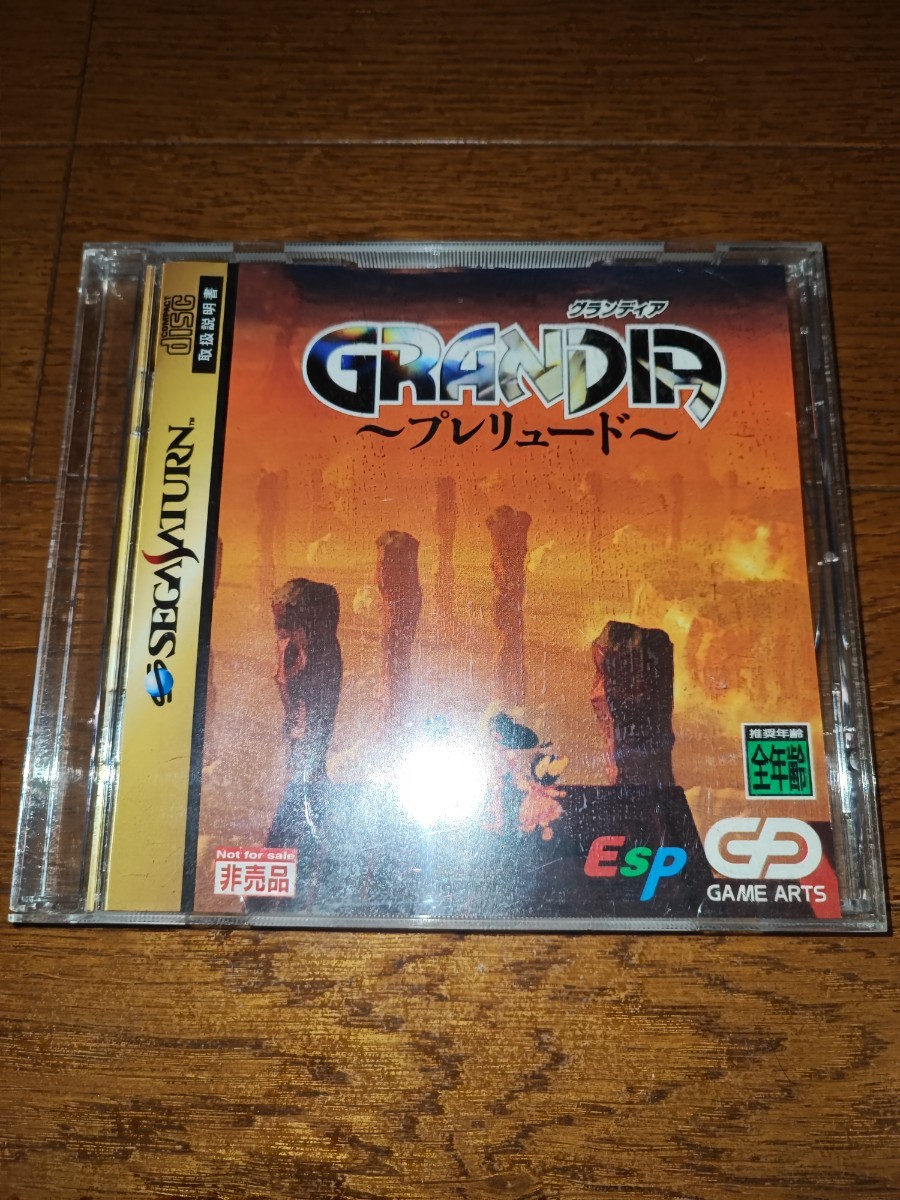 COMPACT
disc
取扱説明書
SEGA SATURN™
グランディア
GRANDIA
～プレリュード～
推奨年齢
全年齢
Not for sale
非売品
ESP
GAME ARTS